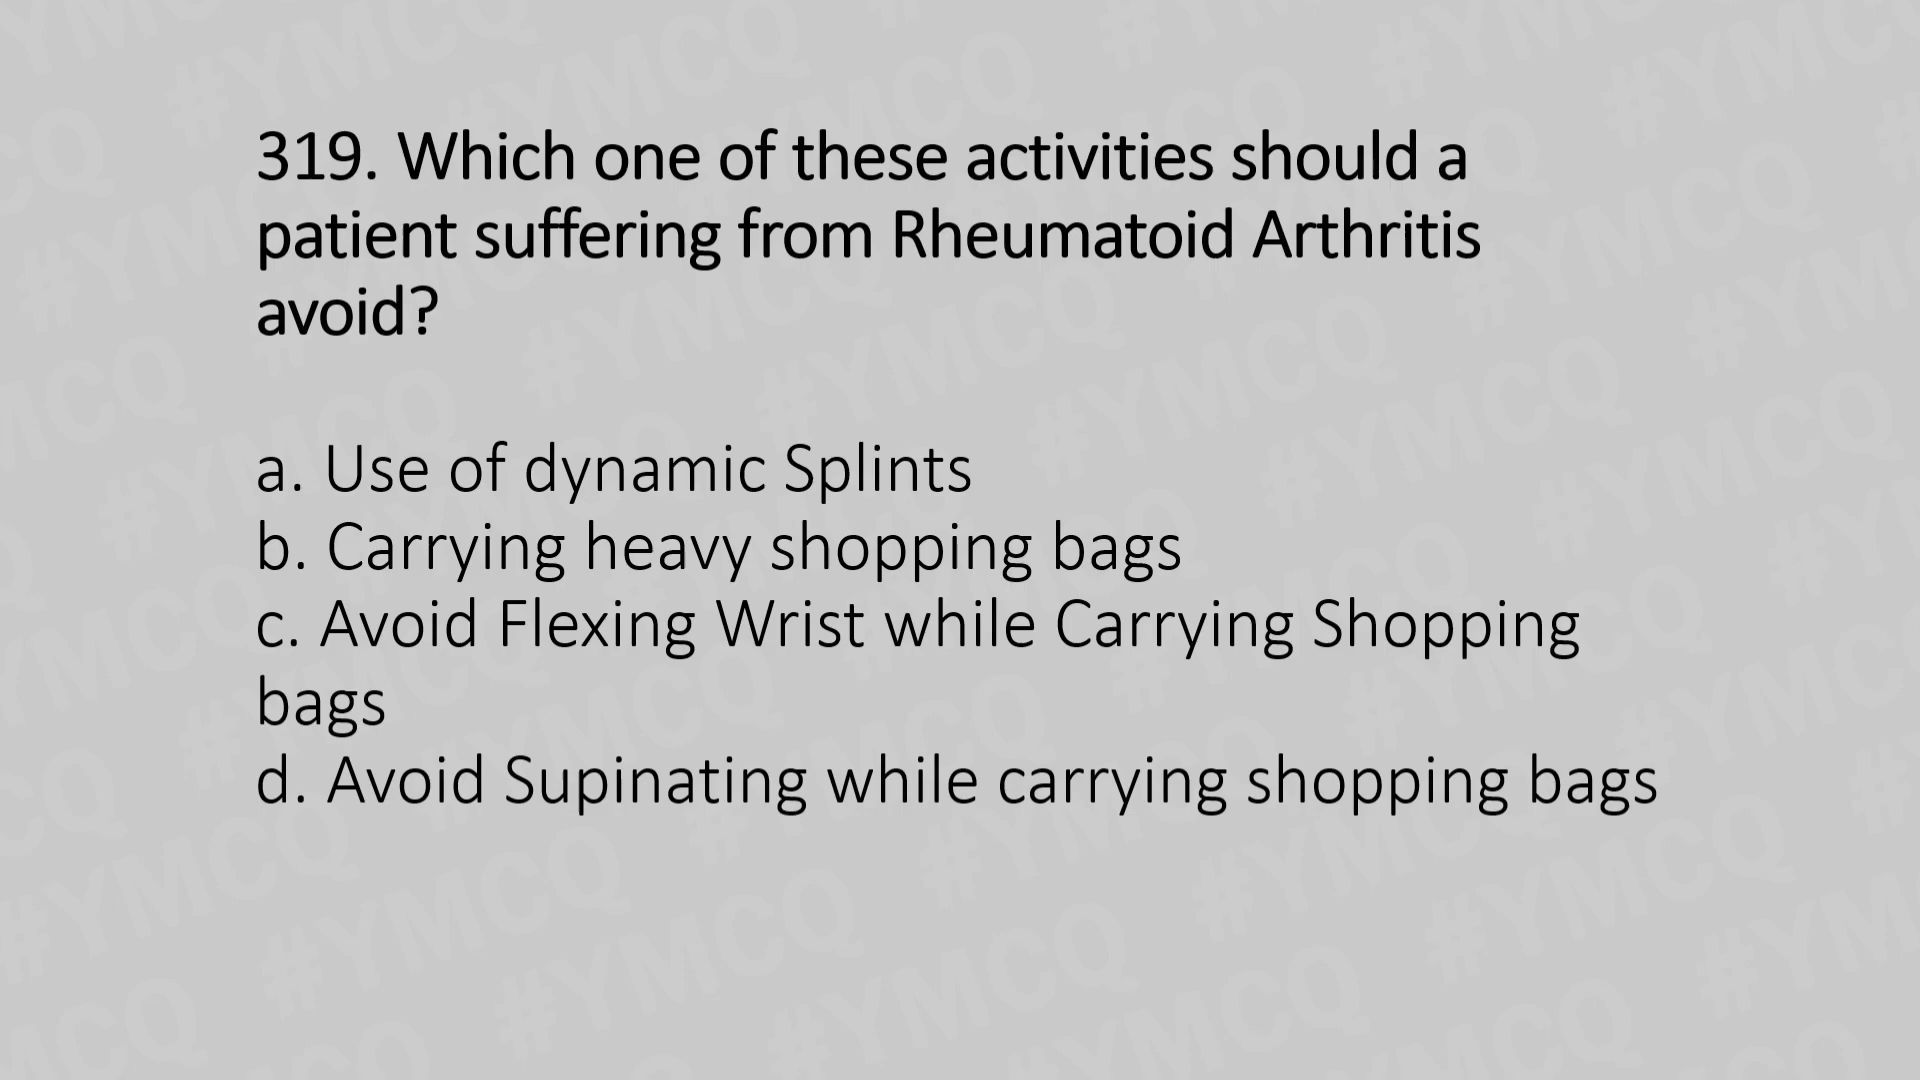 319. Which one of these activities should a
patient suffering from Rheumatoid Arthritis
avoid?
a. Use of dynamic Splints
b. Carrying heavy shopping bags
c. Avoid Flexing Wrist while Carrying Shopping
bags
d. Avoid Supinating while carrying shopping bags